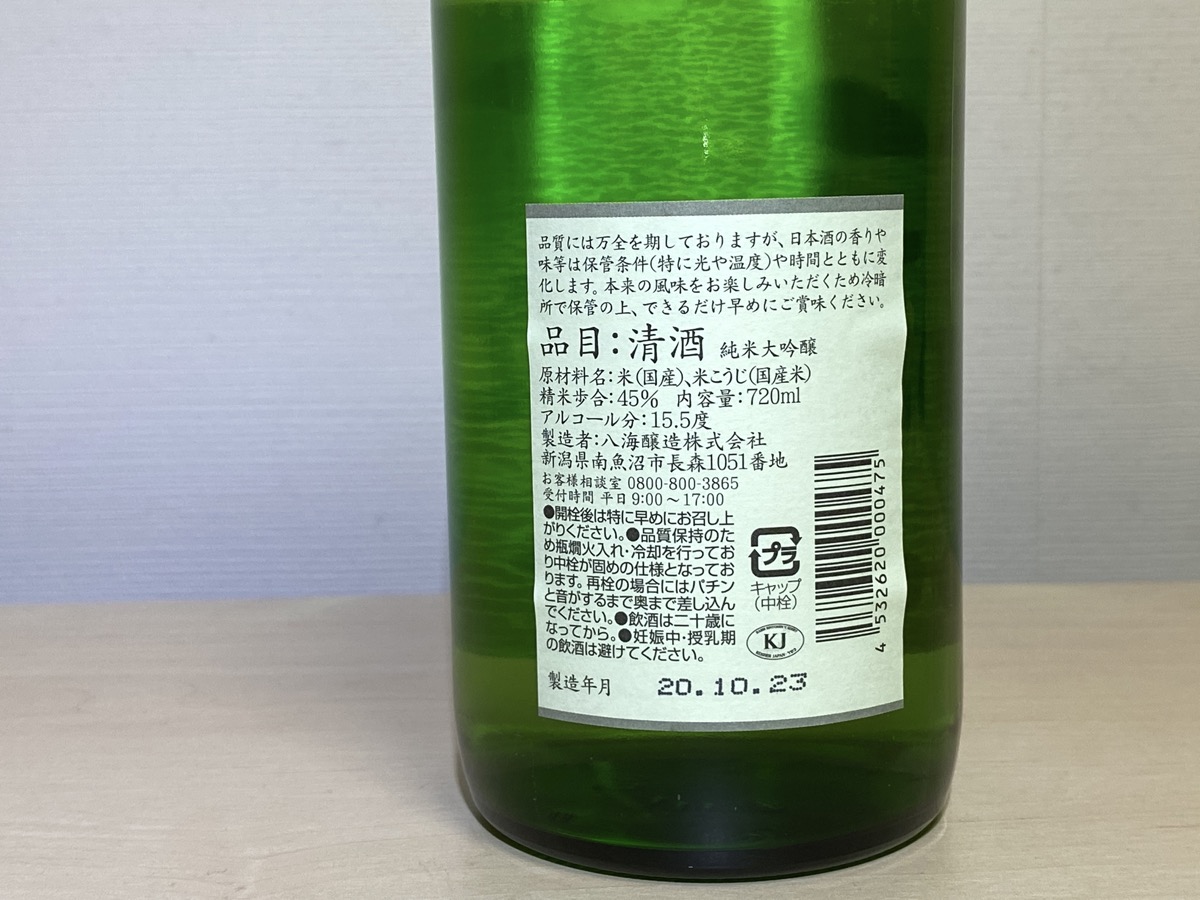 品質には万全を期しておりますが、日本酒の香りや
味等は保管条件(特に光や温度)や時間とともに変
化します。本来の風味をお楽しみいただくため冷暗
所で保管の上、できるだけ早めにご賞味ください。
品目：清酒 純米大吟醸
原材料名：米(国産)、米こうじ(国産米)
精米歩合：45% 内容量：720ml
アルコール分：15.5度
製造者：八海醸造株式会社
新潟県南魚沼市長森1051番地
お客様相談室 0800-800-3865
受付時間 平日 9:00～17:00
●開栓後は特に早めにお召し上
がりください。●品質保持のた
め瓶燗火入れ・冷却を行ってお
り中栓が固めの仕様となってお
ります。再栓の場合にはパチン
と音がするまで奥まで差し込ん
でください。●飲酒は二十歳に
なってから。●妊娠中・授乳期
の飲酒は避けてください。
プラ
キャップ
(中栓)
KJ
KOSHER JAPAN
4 532620 000475
製造年月 20.10.23